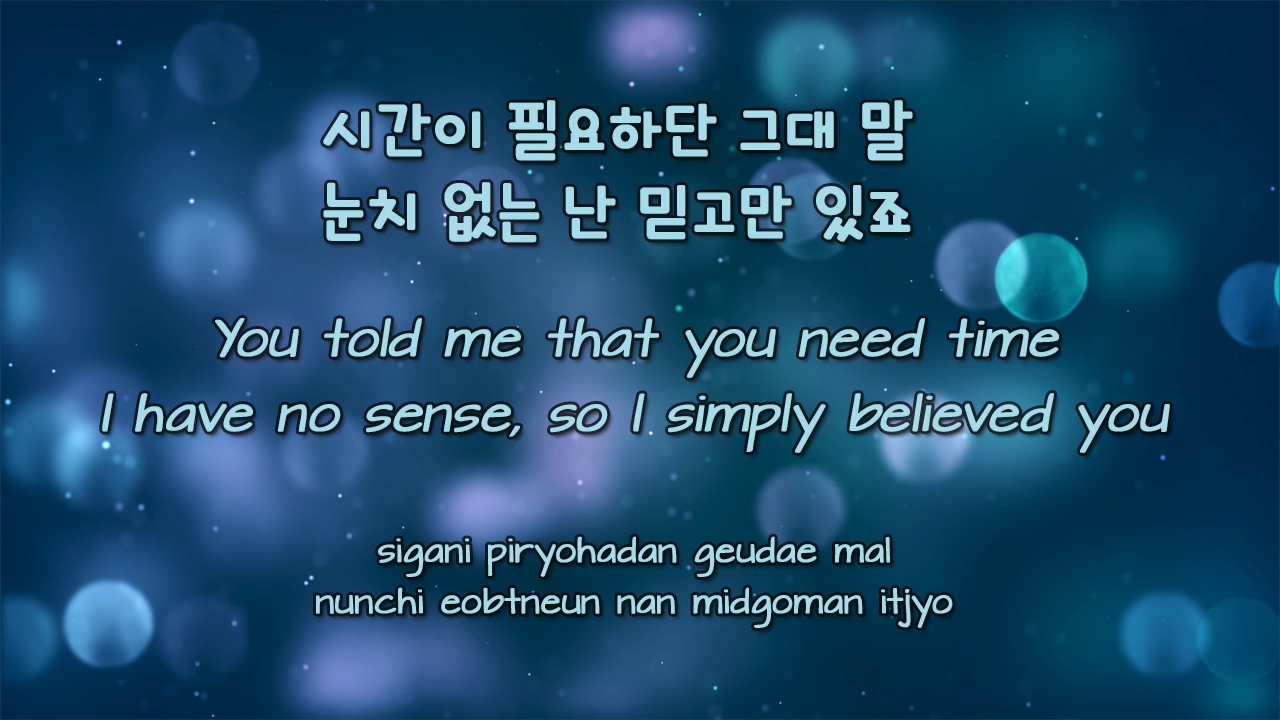 시간이 필요하단 그대 말
눈치 없는 난 믿고만 있죠
You told me that you need time
I have no sense, so I simply believed you
sigani piryohadan geudae mal
nunchi eobtneun nan midgoman itjyo